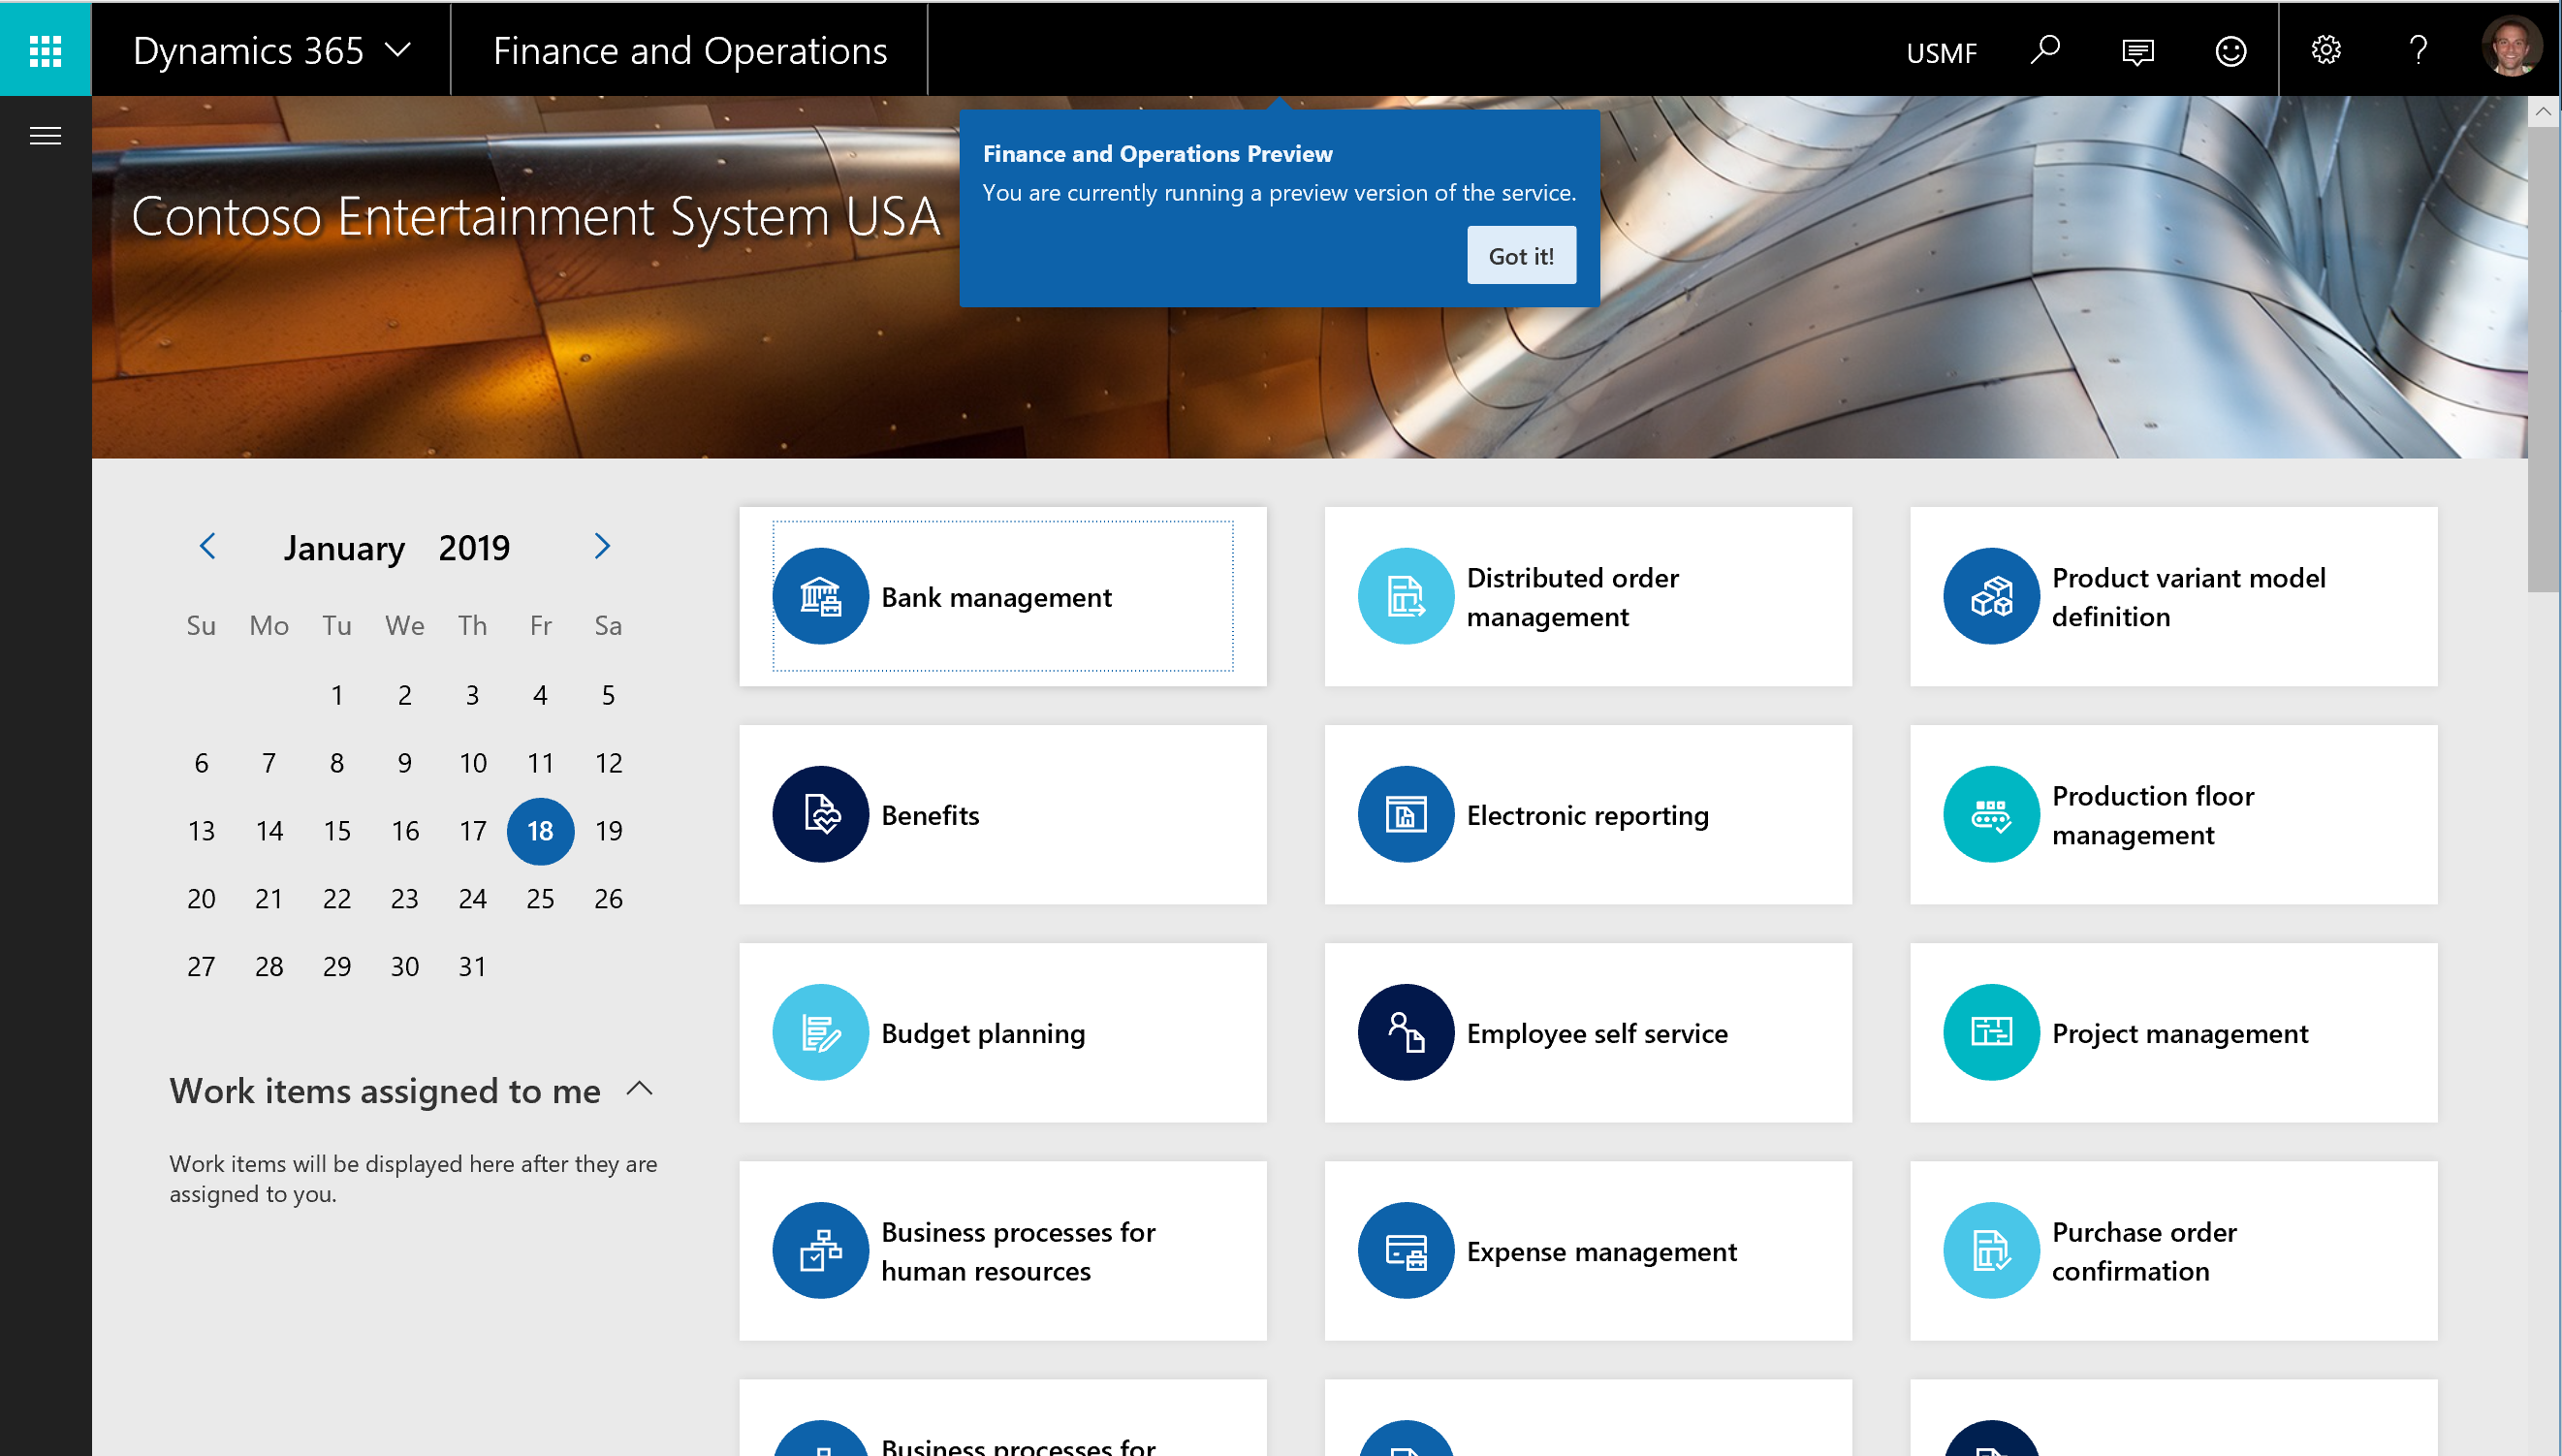 Dynamics 365
Finance and Operations
USMF
Finance and Operations Preview
You are currently running a preview version of the service.
Got it!
Contoso Entertainment System USA
January 2019
Su Mo Tu We Th Fr Sa
1 2 3 4 5
6 7 8 9 10 11 12
13 14 15 16 17 18 19
20 21 22 23 24 25 26
27 28 29 30 31
Work items assigned to me
Work items will be displayed here after they are
assigned to you.
Bank management
Distributed order
management
Product variant model
definition
Benefits
Electronic reporting
Production floor
management
Budget planning
Employee self service
Project management
Business processes for
human resources
Expense management
Purchase order
confirmation
Business processes for